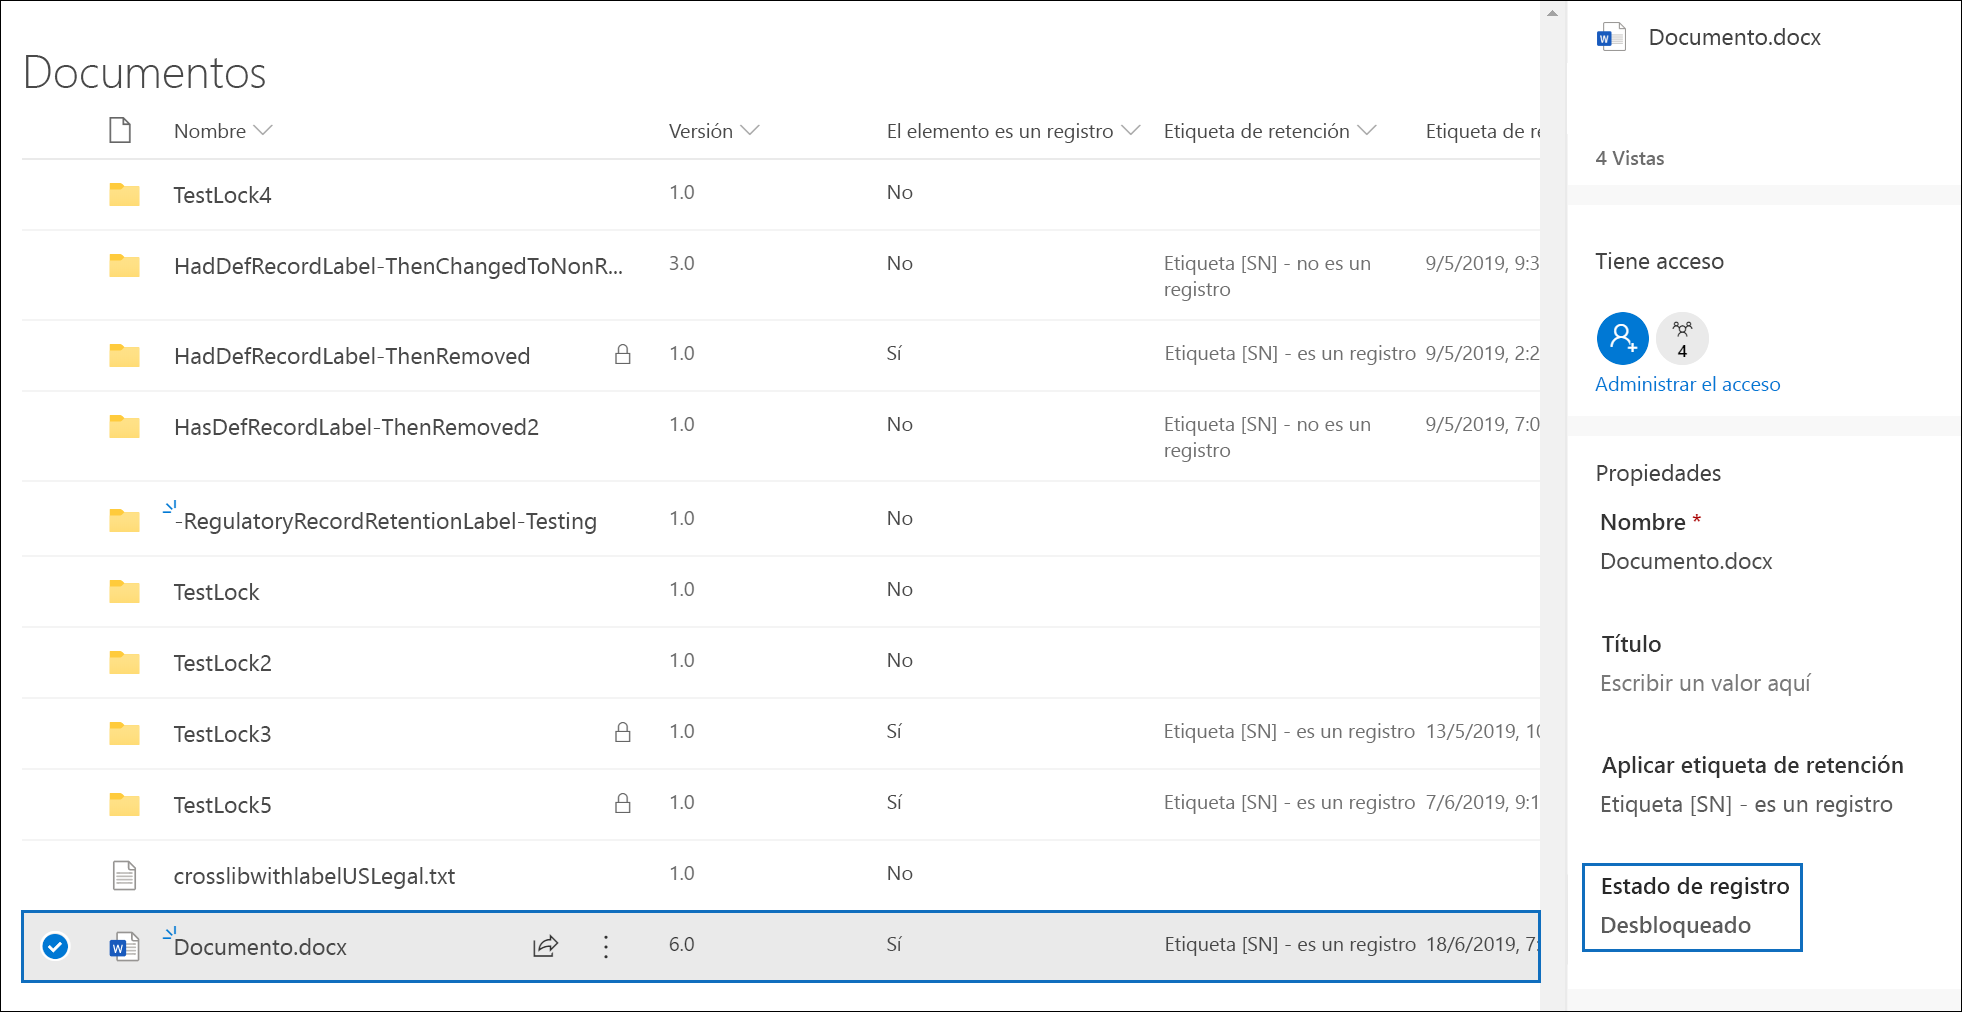 Documentos
Nombre Versión El elemento es un registro Etiqueta de retención Etiqueta de re
TestLock4 1.0 No
HadDefRecordLabel-ThenChangedToNonR... 3.0 No Etiqueta [SN] - no es un registro 9/5/2019, 9:3
HadDefRecordLabel-ThenRemoved 1.0 Sí Etiqueta [SN] - es un registro 9/5/2019, 2:2
HasDefRecordLabel-ThenRemoved2 1.0 No Etiqueta [SN] - no es un registro 9/5/2019, 7:0
-RegulatoryRecordRetentionLabel-Testing 1.0 No
TestLock 1.0 No
TestLock2 1.0 No
TestLock3 1.0 Sí Etiqueta [SN] - es un registro 13/5/2019, 10
TestLock5 1.0 Sí Etiqueta [SN] - es un registro 7/6/2019, 9:1
crosslibwithlabelUSLegal.txt 1.0 No
Documento.docx 6.0 Sí Etiqueta [SN] - es un registro 18/6/2019, 7:
Documento.docx
4 Vistas
Tiene acceso
4
Administrar el acceso
Propiedades
Nombre *
Documento.docx
Título
Escribir un valor aquí
Aplicar etiqueta de retención
Etiqueta [SN] - es un registro
Estado de registro
Desbloqueado